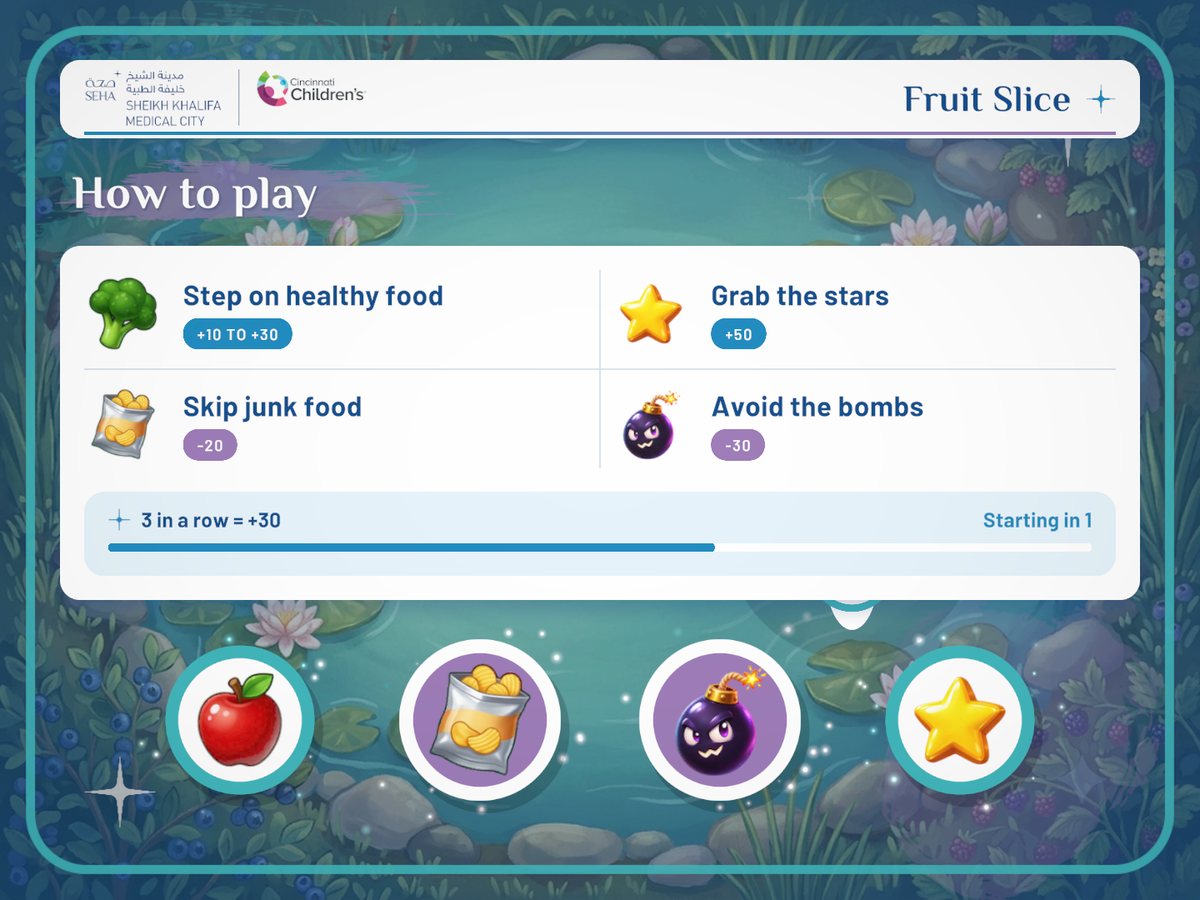 صحة
SEHA
مدينة الشيخ
خليفة الطبية
SHEIKH KHALIFA
MEDICAL CITY
Cincinnati
Children's
Fruit Slice
How to play
Step on healthy food
+10 TO +30
Grab the stars
+50
Skip junk food
-20
Avoid the bombs
-30
3 in a row = +30
Starting in 1